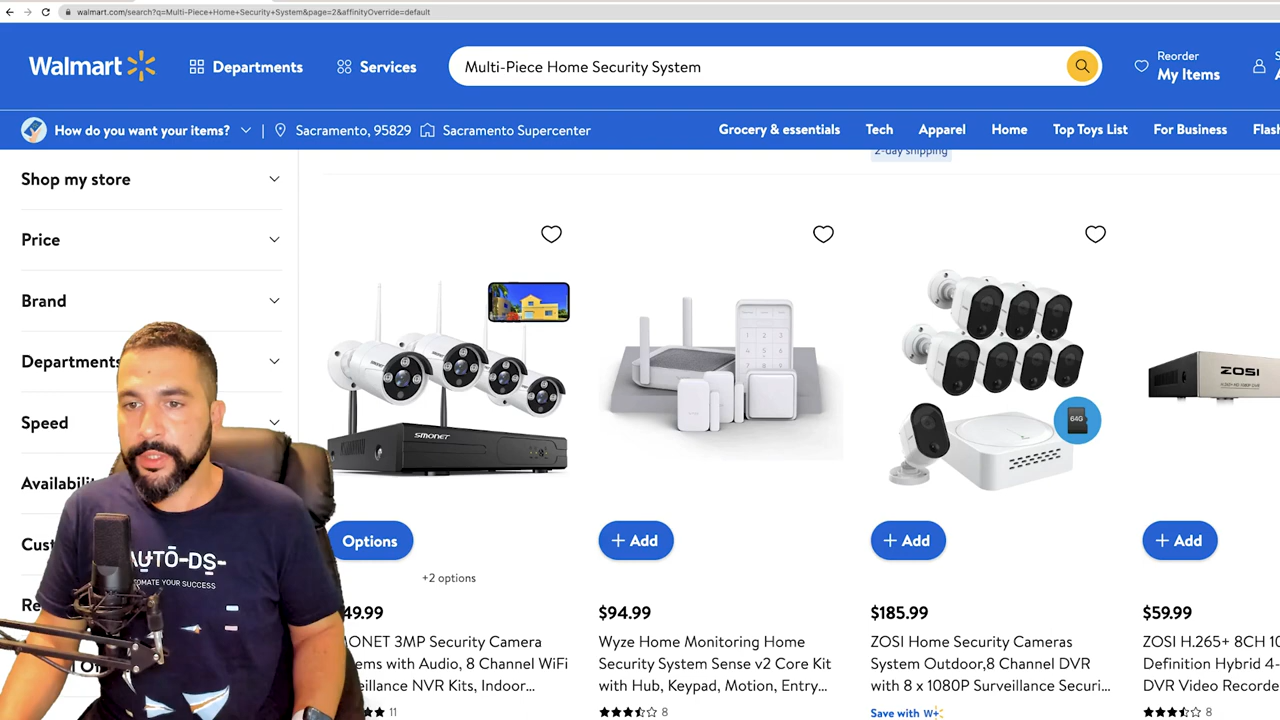 walmart.com/search?q=Multi-Piece+Home+Security+System&page=2&affinityOverride=default
Walmart
Departments
Services
Multi-Piece Home Security System
Reorder
My Items
How do you want your items?
Sacramento, 95829
Sacramento Supercenter
Grocery & essentials
Tech
Apparel
Home
Top Toys List
For Business
2-day shipping
Shop my store
Price
Brand
Departments
Speed
SMONET
ZOSI
64G
Options
+ Add
+ Add
+ Add
+2 options
49.99
$94.99
$185.99
$59.99
3MP Security Camera
with Audio, 8 Channel WiFi
NVR Kits, Indoor...
11
Wyze Home Monitoring Home
Security System Sense v2 Core Kit
with Hub, Keypad, Motion, Entry...
8
ZOSI Home Security Cameras
System Outdoor,8 Channel DVR
with 8 x 1080P Surveillance Securi...
Save with W+
ZOSI H.265+ 8CH
Definition Hybrid
DVR Video
8
AUTO-DS-
YOUR SUCCESS